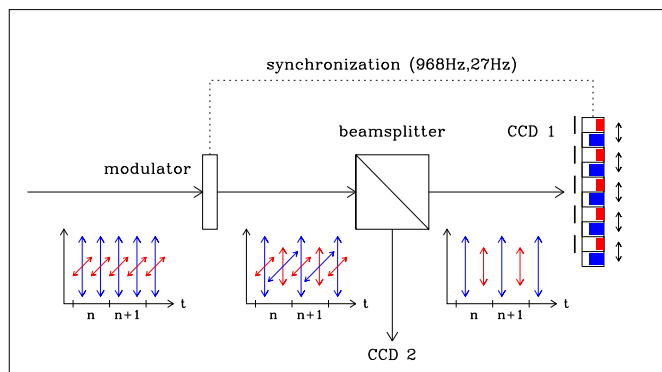 synchronization (968Hz,27Hz)
beamsplitter
CCD 1
modulator
t
n
n+1
t
n
n+1
t
n
n+1
CCD 2